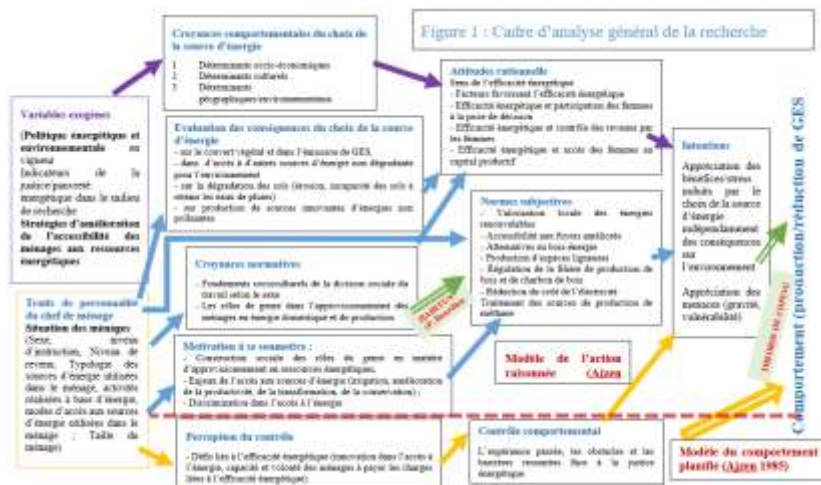 Figure 1 : Cadre d'analyse général de la recherche
Croyances comportementales du choix de
la source d'énergie
1 Déterminants socio-économiques
2 Déterminants culturels
3 Déterminants
géographiques/environnementaux
Variables exogènes
(Politique énergétique et
environnementale en
vigueur
Indicateurs de la
justice/pauvreté
énergétique dans le milieu
de recherche
Stratégies d'amélioration
de l'accessibilité des
ménages aux ressources
énergétiques
Evaluation des conséquences du choix de la source
d'énergie
- sur le couvert végétal et dans l'émission de GES,
dans d'accès à d'autres sources d'énergie non dégradante
pour l'environnement
- sur la dégradation des sols (érosion, incapacité des sols à
retenir les eaux de pluies)
- sur production de sources innovantes d'énergies non
polluantes
Attitudes rationnelle
Sens de l'efficacité énergétique
- Facteurs favorisant l'efficacité énergétique
- Efficacité énergétique et participation des femmes
à la prise de décision
- Efficacité énergétique et contrôle des revenus par
les femmes
- Efficacité énergétique et accès des femmes au
capital productif
Croyances normatives
- Fondements socioculturels de la division sociale du
travail selon le sexe
- Les rôles de genre dans l'approvisionnement des
ménages en énergie domestique et de production
Normes subjectives
- Valorisation locale des énergies
renouvelables
- Accessibilité aux foyers améliorés
- Alternatives au bois énergie
- Production d'espèces ligneuses
- Régulation de la filière de production de
bois et de charbon de bois
- Réduction du coût de l'électricité
Traitement des sources de production de
méthane
Intentions
Appréciation des
bénéfices/stress
induits par le
choix de la source
d'énergie
indépendamment
des conséquences
sur
l'environnement
Appréciation des
menaces (gravité,
vulnérabilité)
Traits de personnalité
du chef de ménage
Situation des ménages
(Sexe, niveau
d'instruction, Niveau de
revenu, Typologie des
sources d'énergie utilisées
dans le ménage, activités
réalisées à base d'énergie,
modes d'accès aux sources
d'énergie utilisées dans le
ménage ; Taille du
ménage)
Motivation à se soumettre :
- Construction sociale des rôles de genre en matière
d'approvisionnement en ressources énergétiques,
- Enjeux de l'accès aux sources d'énergie (irrigation, amélioration
de la productivité, de la transformation, de la conservation) ;
- Discrimination dans l'accès à l'énergie
HABITUS
(P. Bourdieu)
Modèle de l'action
raisonnée (Ajzen
Perception du contrôle
- Défis liés à l'efficacité énergétique (innovation dans l'accès à
l'énergie, capacité et volonté des ménages à payer les charges
liées à l'efficacité énergétique)
Contrôle comportemental
L'expérience passée, les obstacles et les
barrières ressenties face à la justice
énergétique
Modèle du comportement
planifié (Ajzen 1985)
Comportement (production/réduction de GES